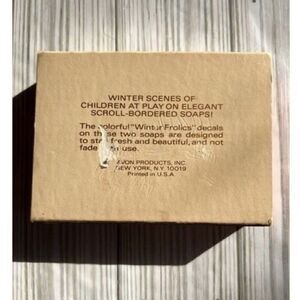 WINTER SCENES OF
CHILDREN AT PLAY ON ELEGANT
SCROLL-BORDERED SOAPS!
The colorful "Winter Frolics" decals
on these two soaps are designed
to stay fresh and beautiful, and not
fade in use.
AVON PRODUCTS, INC.
NEW YORK, N.Y. 10019
Printed in U.S.A